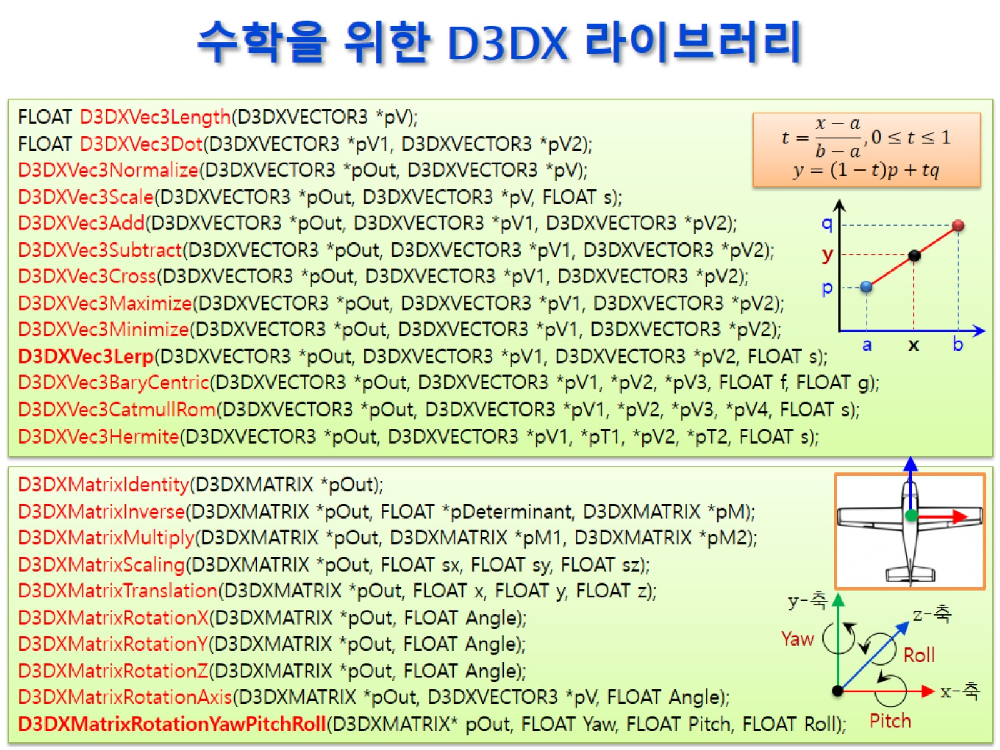 수학을 위한 D3DX 라이브러리
FLOAT D3DXVec3Length(D3DXVECTOR3 *pV);
FLOAT D3DXVec3Dot(D3DXVECTOR3 *pV1, D3DXVECTOR3 *pV2);
D3DXVec3Normalize(D3DXVECTOR3 *pOut, D3DXVECTOR3 *pV);
D3DXVec3Scale(D3DXVECTOR3 *pOut, D3DXVECTOR3 *pV, FLOAT s);
D3DXVec3Add(D3DXVECTOR3 *pOut, D3DXVECTOR3 *pV1, D3DXVECTOR3 *pV2);
D3DXVec3Subtract(D3DXVECTOR3 *pOut, D3DXVECTOR3 *pV1, D3DXVECTOR3 *pV2);
D3DXVec3Cross(D3DXVECTOR3 *pOut, D3DXVECTOR3 *pV1, D3DXVECTOR3 *pV2);
D3DXVec3Maximize(D3DXVECTOR3 *pOut, D3DXVECTOR3 *pV1, D3DXVECTOR3 *pV2);
D3DXVec3Minimize(D3DXVECTOR3 *pOut, D3DXVECTOR3 *pV1, D3DXVECTOR3 *pV2);
D3DXVec3Lerp(D3DXVECTOR3 *pOut, D3DXVECTOR3 *pV1, D3DXVECTOR3 *pV2, FLOAT s);
D3DXVec3BaryCentric(D3DXVECTOR3 *pOut, D3DXVECTOR3 *pV1, *pV2, *pV3, FLOAT f, FLOAT g);
D3DXVec3CatmullRom(D3DXVECTOR3 *pOut, D3DXVECTOR3 *pV1, *pV2, *pV3, *pV4, FLOAT s);
D3DXVec3Hermite(D3DXVECTOR3 *pOut, D3DXVECTOR3 *pV1, *pT1, *pV2, *pT2, FLOAT s);
t = (x − a)/(b − a), 0 ≤ t ≤ 1
y = (1 − t)p + tq
q
y
p
a x b
D3DXMatrixIdentity(D3DXMATRIX *pOut);
D3DXMatrixInverse(D3DXMATRIX *pOut, FLOAT *pDeterminant, D3DXMATRIX *pM);
D3DXMatrixMultiply(D3DXMATRIX *pOut, D3DXMATRIX *pM1, D3DXMATRIX *pM2);
D3DXMatrixScaling(D3DXMATRIX *pOut, FLOAT sx, FLOAT sy, FLOAT sz);
D3DXMatrixTranslation(D3DXMATRIX *pOut, FLOAT x, FLOAT y, FLOAT z);
D3DXMatrixRotationX(D3DXMATRIX *pOut, FLOAT Angle);
D3DXMatrixRotationY(D3DXMATRIX *pOut, FLOAT Angle);
D3DXMatrixRotationZ(D3DXMATRIX *pOut, FLOAT Angle);
D3DXMatrixRotationAxis(D3DXMATRIX *pOut, D3DXVECTOR3 *pV, FLOAT Angle);
D3DXMatrixRotationYawPitchRoll(D3DXMATRIX* pOut, FLOAT Yaw, FLOAT Pitch, FLOAT Roll);
y-축
z-축
Yaw
Roll
x-축
Pitch